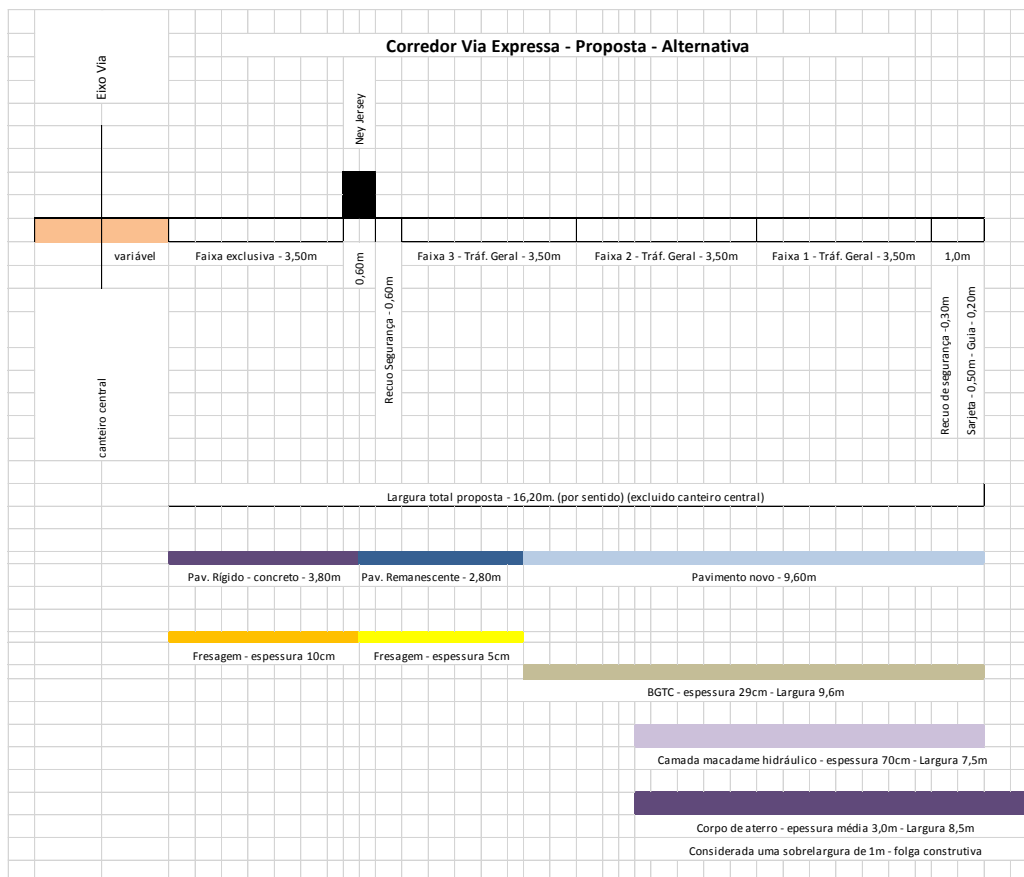 Corredor Via Expressa - Proposta - Alternativa
Eixo Via
Ney Jersey
variável
Faixa exclusiva - 3,50m
0,60m
Recuo Segurança - 0,60m
Faixa 3 - Tráf. Geral - 3,50m
Faixa 2 - Tráf. Geral - 3,50m
Faixa 1 - Tráf. Geral - 3,50m
1,0m
Recuo de segurança -0,30m
Sarjeta - 0,50m - Guia - 0,20m
canteiro central
Largura total proposta - 16,20m. (por sentido) (excluido canteiro central)
Pav. Rígido - concreto - 3,80m
Pav. Remanescente - 2,80m
Pavimento novo - 9,60m
Fresagem - espessura 10cm
Fresagem - espessura 5cm
BGTC - espessura 29cm - Largura 9,6m
Camada macadame hidráulico - espessura 70cm - Largura 7,5m
Corpo de aterro - epessura média 3,0m - Largura 8,5m
Considerada uma sobrelargura de 1m - folga construtiva